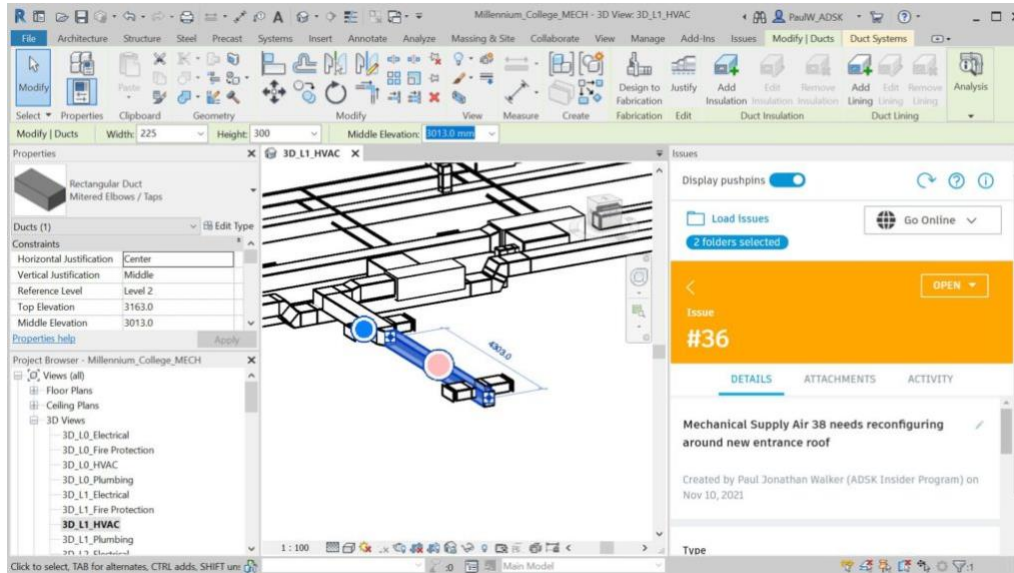 Millennium_College_MECH - 3D View: 3D_L1_HVAC
PaulW_ADSK
File Architecture Structure Steel Precast Systems Insert Annotate Analyze Massing & Site Collaborate View Manage Add-Ins Issues Modify | Ducts Duct Systems
Modify
Paste
Design to Fabrication
Justify
Add Insulation
Edit Insulation
Remove Insulation
Add Lining
Edit Lining
Remove Lining
Analysis
Select Properties Clipboard Geometry Modify View Measure Create Fabrication Edit Duct Insulation Duct Lining
Modify | Ducts Width: 225 Height: 300 Middle Elevation: 3013.0 mm
Properties
Rectangular Duct
Mitered Elbows / Taps
Ducts (1) Edit Type
Constraints
Horizontal Justification Center
Vertical Justification Middle
Reference Level Level 2
Top Elevation 3163.0
Middle Elevation 3013.0
Properties help Apply
Project Browser - Millennium_College_MECH
Views (all)
Floor Plans
Ceiling Plans
3D Views
3D_L0_Electrical
3D_L0_Fire Protection
3D_L0_HVAC
3D_L0_Plumbing
3D_L1_Electrical
3D_L1_Fire Protection
3D_L1_HVAC
3D_L1_Plumbing
3D_L2_Electrical
Click to select, TAB for alternates, CTRL adds, SHIFT uns
3D_L1_HVAC
4303.0
1 : 100
:0 Main Model
:1
Issues
Display pushpins
Load issues
2 folders selected
Go Online
OPEN
Issue
#36
DETAILS ATTACHMENTS ACTIVITY
Mechanical Supply Air 38 needs reconfiguring
around new entrance roof
Created by Paul Jonathan Walker (ADSK Insider Program) on
Nov 10, 2021
Type